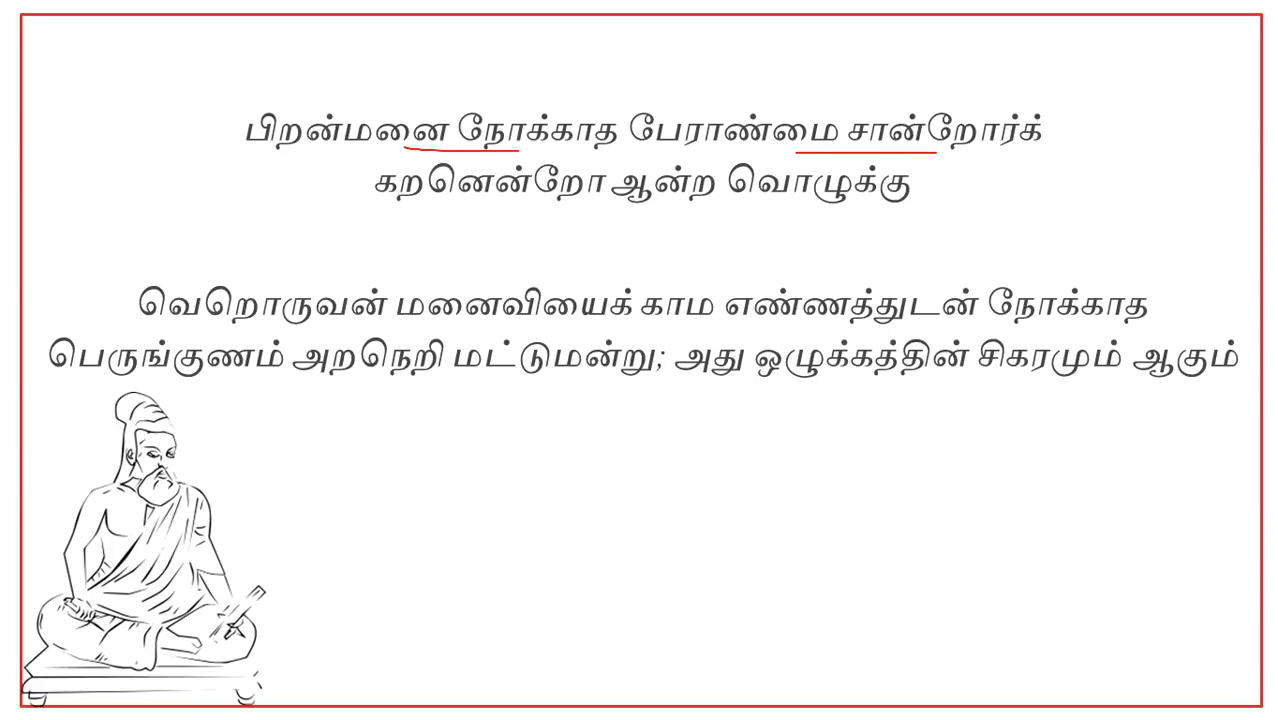 பிறன்மனை நோக்காத பேராண்மை சான்றோர்க்
கறனென்றோ ஆன்ற வொழுக்கு
வெறொருவன் மனைவியைக் காம எண்ணத்துடன் நோக்காத
பெருங்குணம் அறநெறி மட்டுமன்று; அது ஒழுக்கத்தின் சிகரமும் ஆகும்